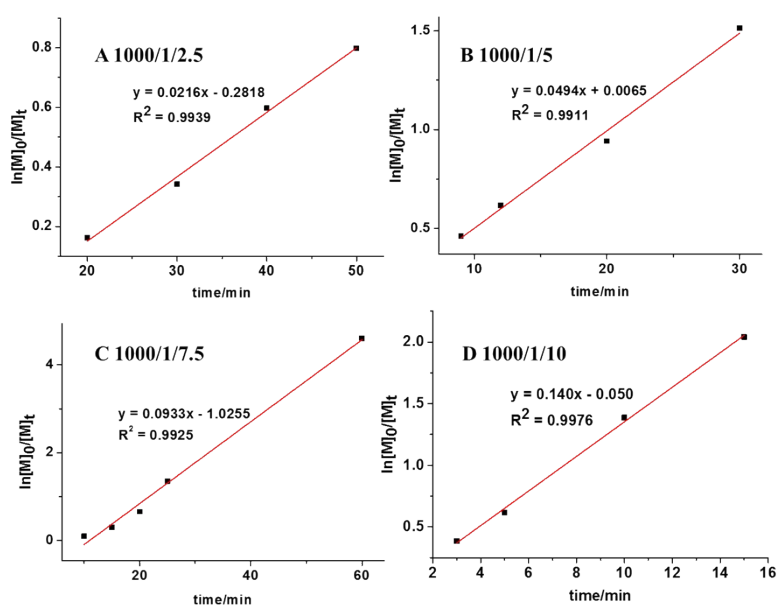 A 1000/1/2.5
y = 0.0216x - 0.2818
R² = 0.9939
ln[M]₀/[M]ₜ
0.8
0.6
0.4
0.2
20 30 40 50
time/min
B 1000/1/5
y = 0.0494x + 0.0065
R² = 0.9911
ln[M]₀/[M]ₜ
1.5
1.0
0.5
10 20 30
time/min
C 1000/1/7.5
y = 0.0933x - 1.0255
R² = 0.9925
ln[M]₀/[M]ₜ
4
2
0
20 40 60
time/min
D 1000/1/10
y = 0.140x - 0.050
R² = 0.9976
ln[M]₀/[M]ₜ
2.0
1.5
1.0
0.5
2 4 6 8 10 12 14 16
time/min